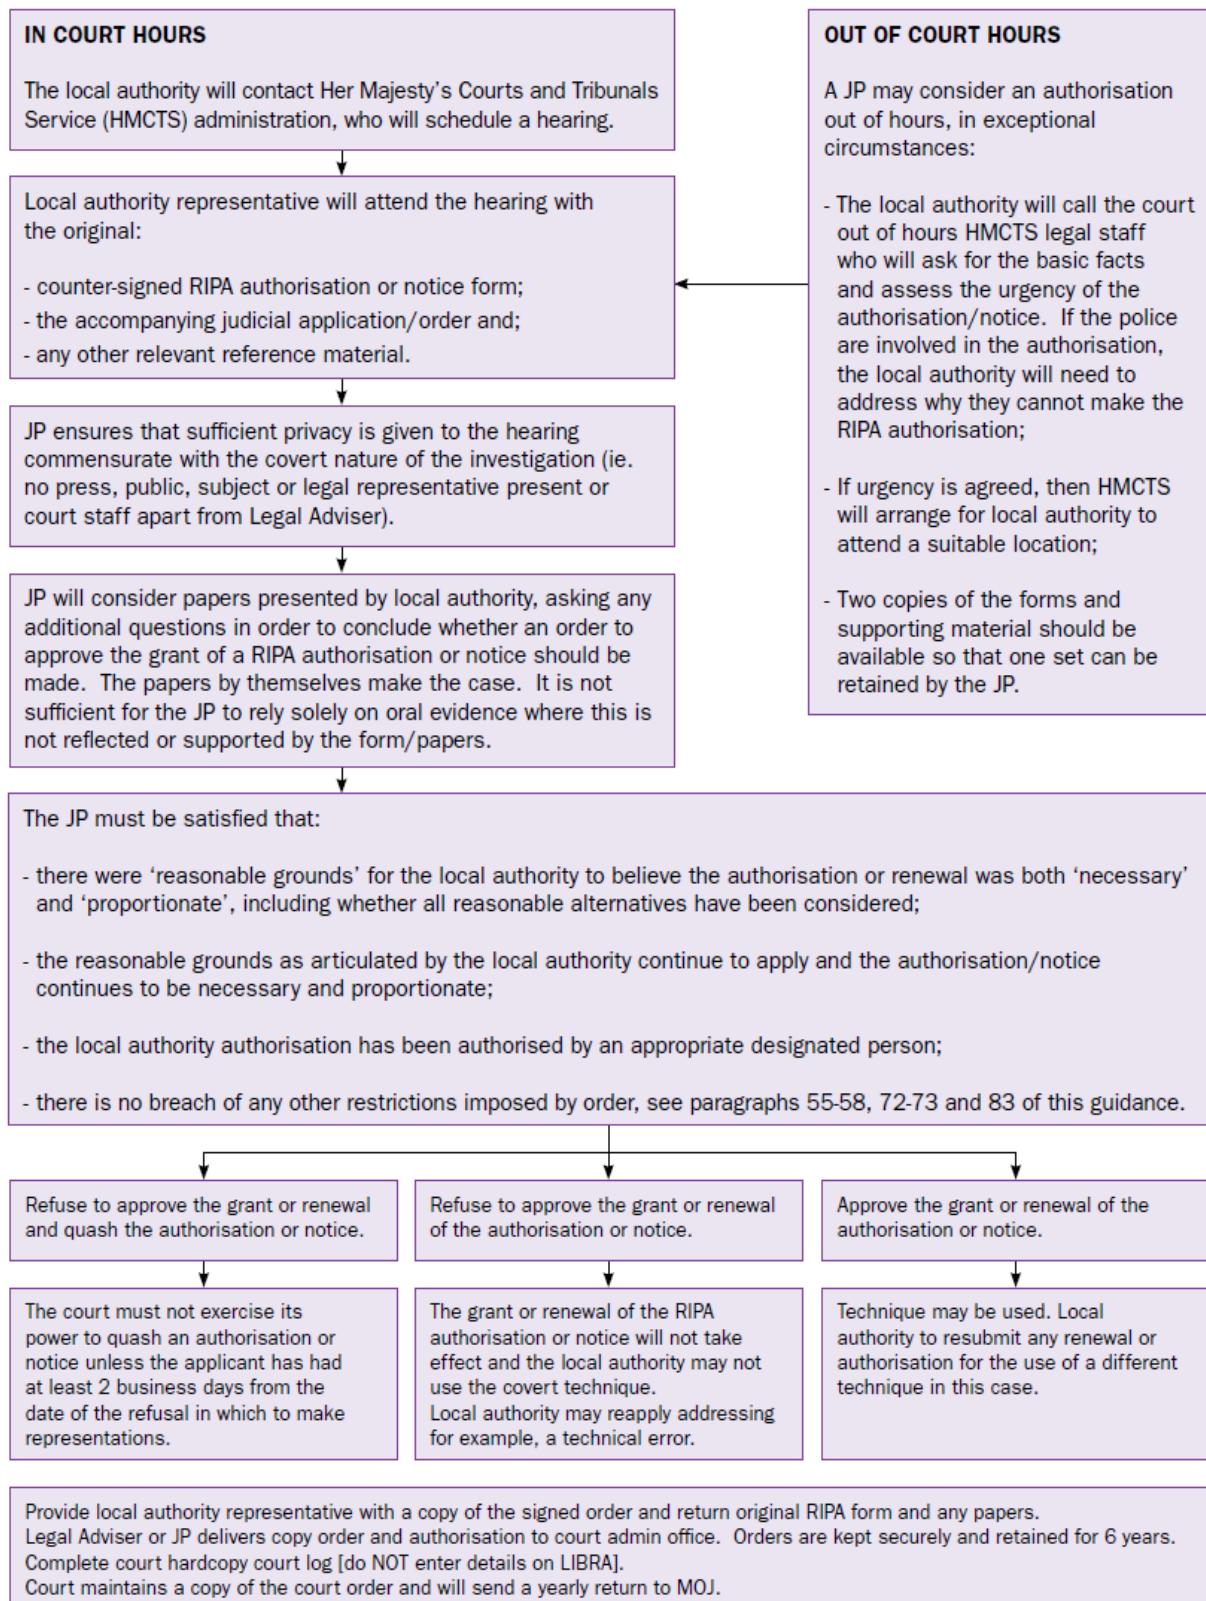 IN COURT HOURS
The local authority will contact Her Majesty’s Courts and Tribunals
Service (HMCTS) administration, who will schedule a hearing.
Local authority representative will attend the hearing with
the original:
- counter-signed RIPA authorisation or notice form;
- the accompanying judicial application/order and;
- any other relevant reference material.
JP ensures that sufficient privacy is given to the hearing
commensurate with the covert nature of the investigation (ie.
no press, public, subject or legal representative present or
court staff apart from Legal Adviser).
JP will consider papers presented by local authority, asking any
additional questions in order to conclude whether an order to
approve the grant of a RIPA authorisation or notice should be
made. The papers by themselves make the case. It is not
sufficient for the JP to rely solely on oral evidence where this is
not reflected or supported by the form/papers.
OUT OF COURT HOURS
A JP may consider an authorisation
out of hours, in exceptional
circumstances:
- The local authority will call the court
out of hours HMCTS legal staff
who will ask for the basic facts
and assess the urgency of the
authorisation/notice. If the police
are involved in the authorisation,
the local authority will need to
address why they cannot make the
RIPA authorisation;
- If urgency is agreed, then HMCTS
will arrange for local authority to
attend a suitable location;
- Two copies of the forms and
supporting material should be
available so that one set can be
retained by the JP.
The JP must be satisfied that:
- there were ‘reasonable grounds’ for the local authority to believe the authorisation or renewal was both ‘necessary’
and ‘proportionate’, including whether all reasonable alternatives have been considered;
- the reasonable grounds as articulated by the local authority continue to apply and the authorisation/notice
continues to be necessary and proportionate;
- the local authority authorisation has been authorised by an appropriate designated person;
- there is no breach of any other restrictions imposed by order, see paragraphs 55-58, 72-73 and 83 of this guidance.
Refuse to approve the grant or renewal
and quash the authorisation or notice.
The court must not exercise its
power to quash an authorisation or
notice unless the applicant has had
at least 2 business days from the
date of the refusal in which to make
representations.
Refuse to approve the grant or renewal
of the authorisation or notice.
The grant or renewal of the RIPA
authorisation or notice will not take
effect and the local authority may not
use the covert technique.
Local authority may reapply addressing
for example, a technical error.
Approve the grant or renewal of the
authorisation or notice.
Technique may be used. Local
authority to resubmit any renewal or
authorisation for the use of a different
technique in this case.
Provide local authority representative with a copy of the signed order and return original RIPA form and any papers.
Legal Adviser or JP delivers copy order and authorisation to court admin office. Orders are kept securely and retained for 6 years.
Complete court hardcopy court log [do NOT enter details on LIBRA].
Court maintains a copy of the court order and will send a yearly return to MOJ.